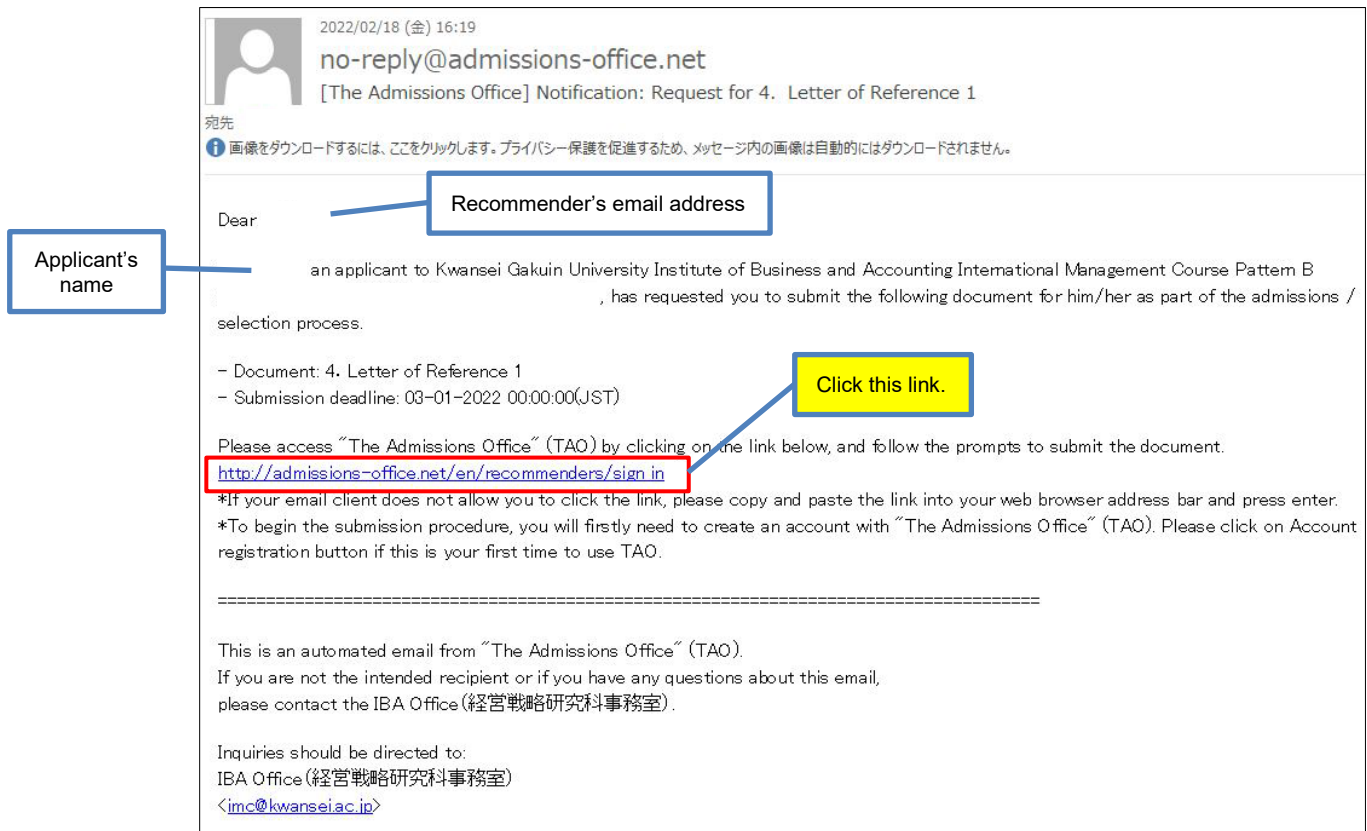 2022/02/18 (金) 16:19
no-reply@admissions-office.net
[The Admissions Office] Notification: Request for 4. Letter of Reference 1
宛先
画像をダウンロードするには、ここをクリックします。プライバシー保護を促進するため、メッセージ内の画像は自動的にはダウンロードされません。
Recommender's email address
Dear
Applicant's
name
an applicant to Kwansei Gakuin University Institute of Business and Accounting International Management Course Pattern B
, has requested you to submit the following document for him/her as part of the admissions /
selection process.
- Document: 4. Letter of Reference 1
- Submission deadline: 03-01-2022 00:00:00(JST)
Click this link.
Please access "The Admissions Office" (TAO) by clicking on the link below, and follow the prompts to submit the document.
http://admissions-office.net/en/recommenders/sign in
*If your email client does not allow you to click the link, please copy and paste the link into your web browser address bar and press enter.
*To begin the submission procedure, you will firstly need to create an account with "The Admissions Office" (TAO). Please click on Account
registration button if this is your first time to use TAO.
=====================================================================================
This is an automated email from "The Admissions Office" (TAO).
If you are not the intended recipient or if you have any questions about this email,
please contact the IBA Office(経営戦略研究科事務室).
Inquiries should be directed to:
IBA Office(経営戦略研究科事務室)
<imc@kwansei.ac.jp>